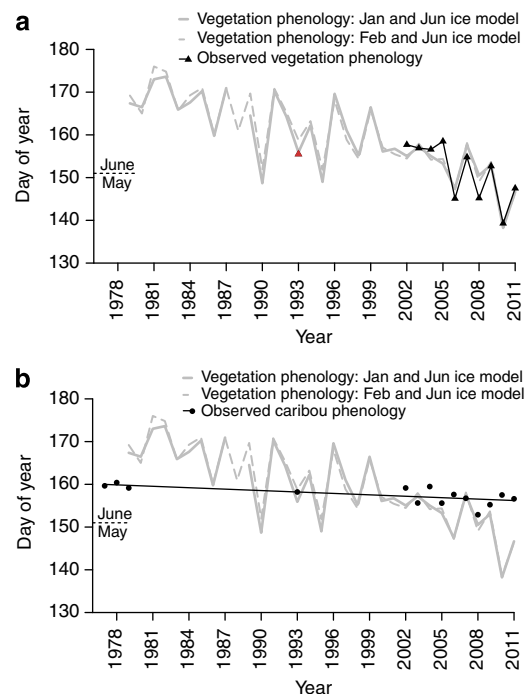 a
Vegetation phenology: Jan and Jun ice model
Vegetation phenology: Feb and Jun ice model
Observed vegetation phenology
180
170
160
150
140
130
Day of year
June
May
1978
1981
1984
1987
1990
1993
1996
1999
2002
2005
2008
2011
Year
b
Vegetation phenology: Jan and Jun ice model
Vegetation phenology: Feb and Jun ice model
Observed caribou phenology
180
170
160
150
140
130
Day of year
June
May
1978
1981
1984
1987
1990
1993
1996
1999
2002
2005
2008
2011
Year